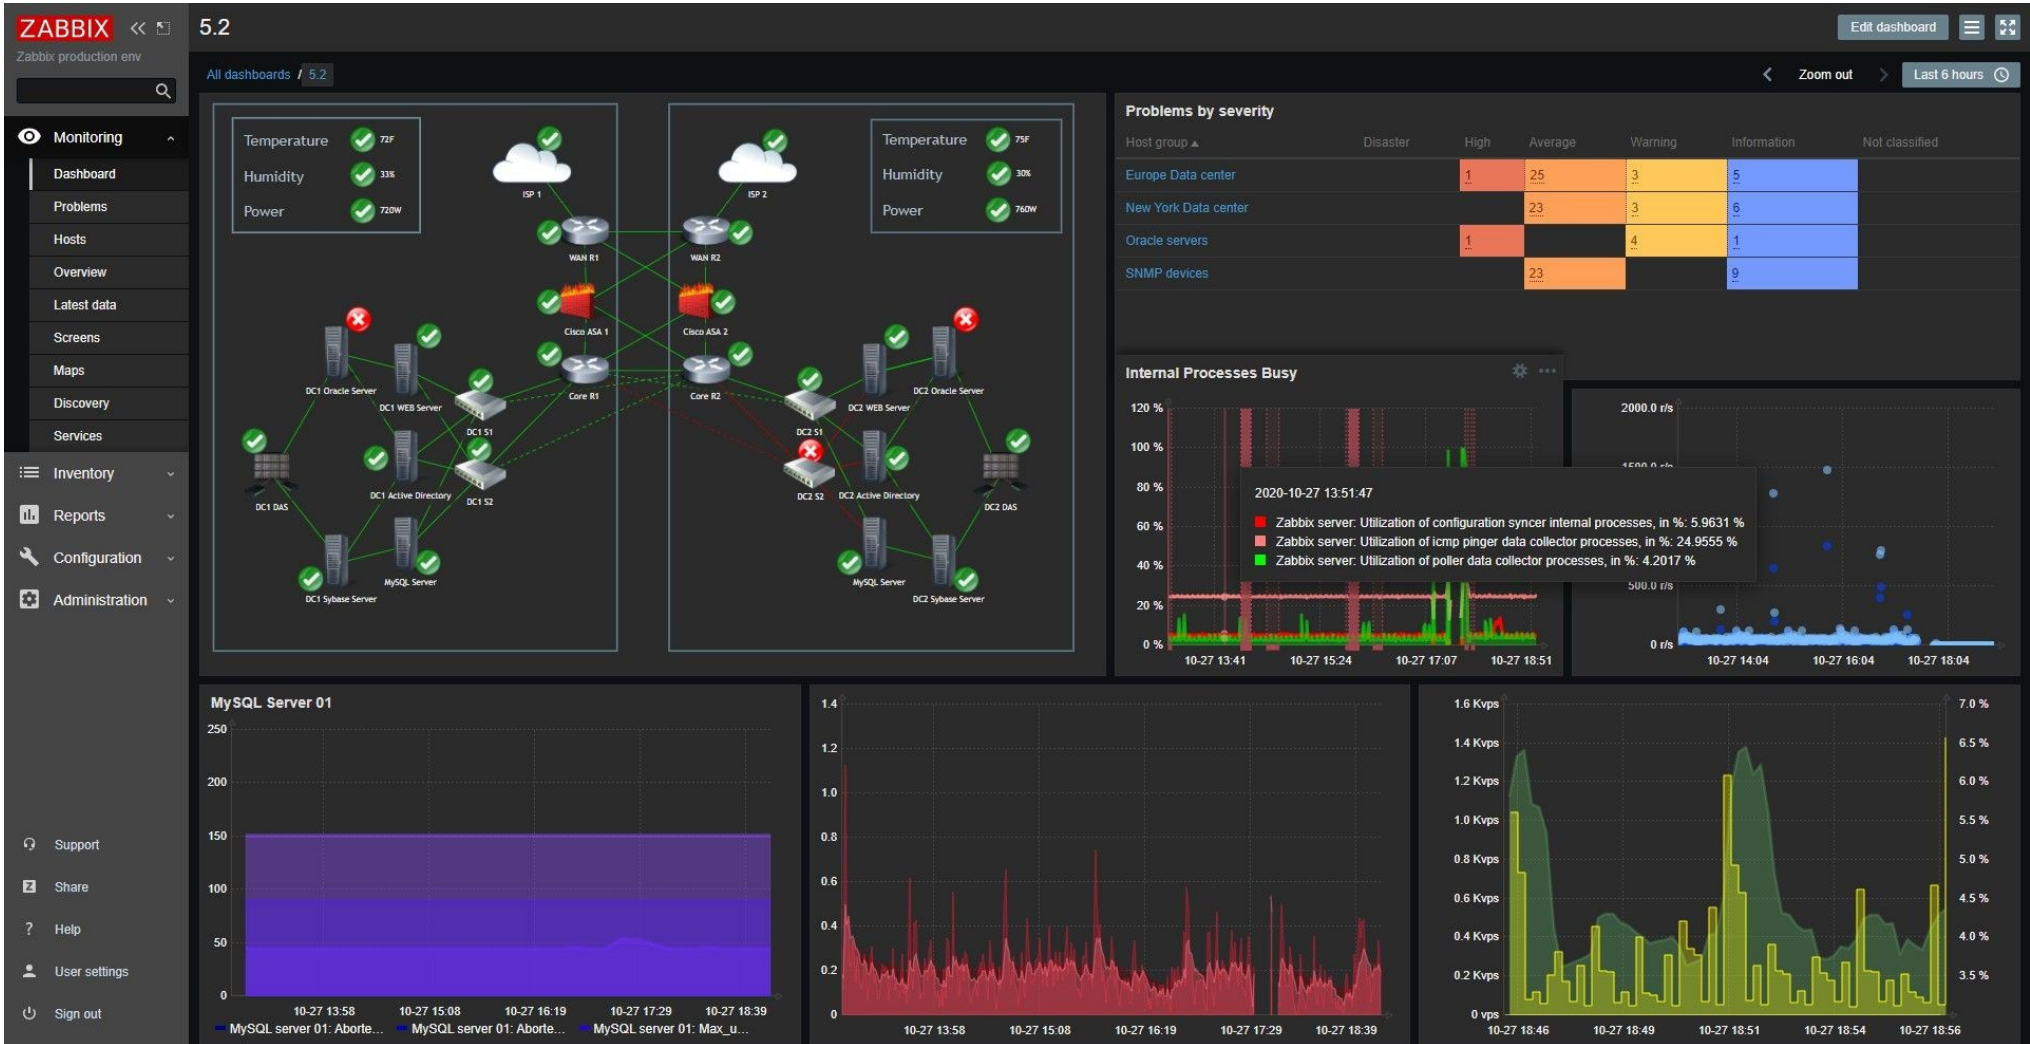 ZABBIX
Zabbix production env
Monitoring
Dashboard
Problems
Hosts
Overview
Latest data
Screens
Maps
Discovery
Services
Inventory
Reports
Configuration
Administration
Support
Share
Help
User settings
Sign out
5.2
Edit dashboard
All dashboards / 5.2
Zoom out
Last 6 hours
Temperature 72F
Humidity 33%
Power 720W
ISP 1
ISP 2
Temperature 75F
Humidity 30%
Power 760W
WAN R1
WAN R2
Cisco ASA 1
Cisco ASA 2
Core R1
Core R2
DC1 Oracle Server
DC1 WEB Server
DC1 S1
DC1 Active Directory
DC1 S2
DC1 DAS
DC1 Sybase Server
MySQL Server
DC2 Oracle Server
DC2 WEB Server
DC2 S1
DC2 S2
DC2 Active Directory
DC2 DAS
MySQL Server
DC2 Sybase Server
Problems by severity
Host group Disaster High Average Warning Information Not classified
Europe Data center 1 25 3 5
New York Data center 23 3 6
Oracle servers 1 4 1
SNMP devices 23 9
Internal Processes Busy
120 %
100 %
80 %
60 %
40 %
20 %
0 %
10-27 13:41 10-27 15:24 10-27 17:07 10-27 18:51
2020-10-27 13:51:47
Zabbix server: Utilization of configuration syncer internal processes, in %: 5.9631 %
Zabbix server: Utilization of icmp pinger data collector processes, in %: 24.9555 %
Zabbix server: Utilization of poller data collector processes, in %: 4.2017 %
2000.0 r/s
500.0 r/s
0 r/s
10-27 14:04 10-27 16:04 10-27 18:04
MySQL Server 01
250
200
150
100
50
0
10-27 13:58 10-27 15:08 10-27 16:19 10-27 17:29 10-27 18:39
MySQL server 01: Aborte... MySQL server 01: Aborte... MySQL server 01: Max_u...
1.4
1.2
1.0
0.8
0.6
0.4
0.2
0
10-27 13:58 10-27 15:08 10-27 16:19 10-27 17:29 10-27 18:39
1.6 Kvps 7.0 %
1.4 Kvps 6.5 %
1.2 Kvps 6.0 %
1.0 Kvps 5.5 %
0.8 Kvps 5.0 %
0.6 Kvps 4.5 %
0.4 Kvps 4.0 %
0.2 Kvps 3.5 %
0 vps
10-27 18:46 10-27 18:49 10-27 18:51 10-27 18:54 10-27 18:56